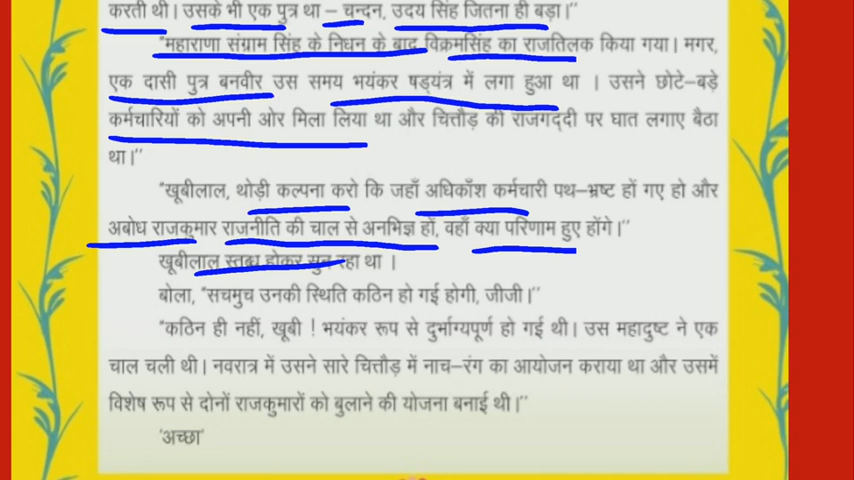 करती थी। उसके भी एक पुत्र था – चन्दन, उदय सिंह जितना ही बड़ा।"
"महाराणा संग्राम सिंह के निधन के बाद विक्रमसिंह का राजतिलक किया गया। मगर,
एक दासी पुत्र बनवीर उस समय भयंकर षड्यंत्र में लगा हुआ था । उसने छोटे–बड़े
कर्मचारियों को अपनी ओर मिला लिया था और चित्तौड़ की राजगद्दी पर घात लगाए बैठा
था।"
"खूबीलाल, थोड़ी कल्पना करो कि जहाँ अधिकाँश कर्मचारी पथ–भ्रष्ट हों गए हो और
अबोध राजकुमार राजनीति की चाल से अनभिज्ञ हों, वहाँ क्या परिणाम हुए होंगे।"
खूबीलाल स्तब्ध होकर सुन रहा था ।
बोला, "सचमुच उनकी स्थिति कठिन हो गई होगी, जीजी।"
"कठिन ही नहीं, खूबी ! भयंकर रूप से दुर्भाग्यपूर्ण हो गई थी। उस महादुष्ट ने एक
चाल चली थी। नवरात्र में उसने सारे चित्तौड़ में नाच–रंग का आयोजन कराया था और उसमें
विशेष रूप से दोनों राजकुमारों को बुलाने की योजना बनाई थी।"
'अच्छा'